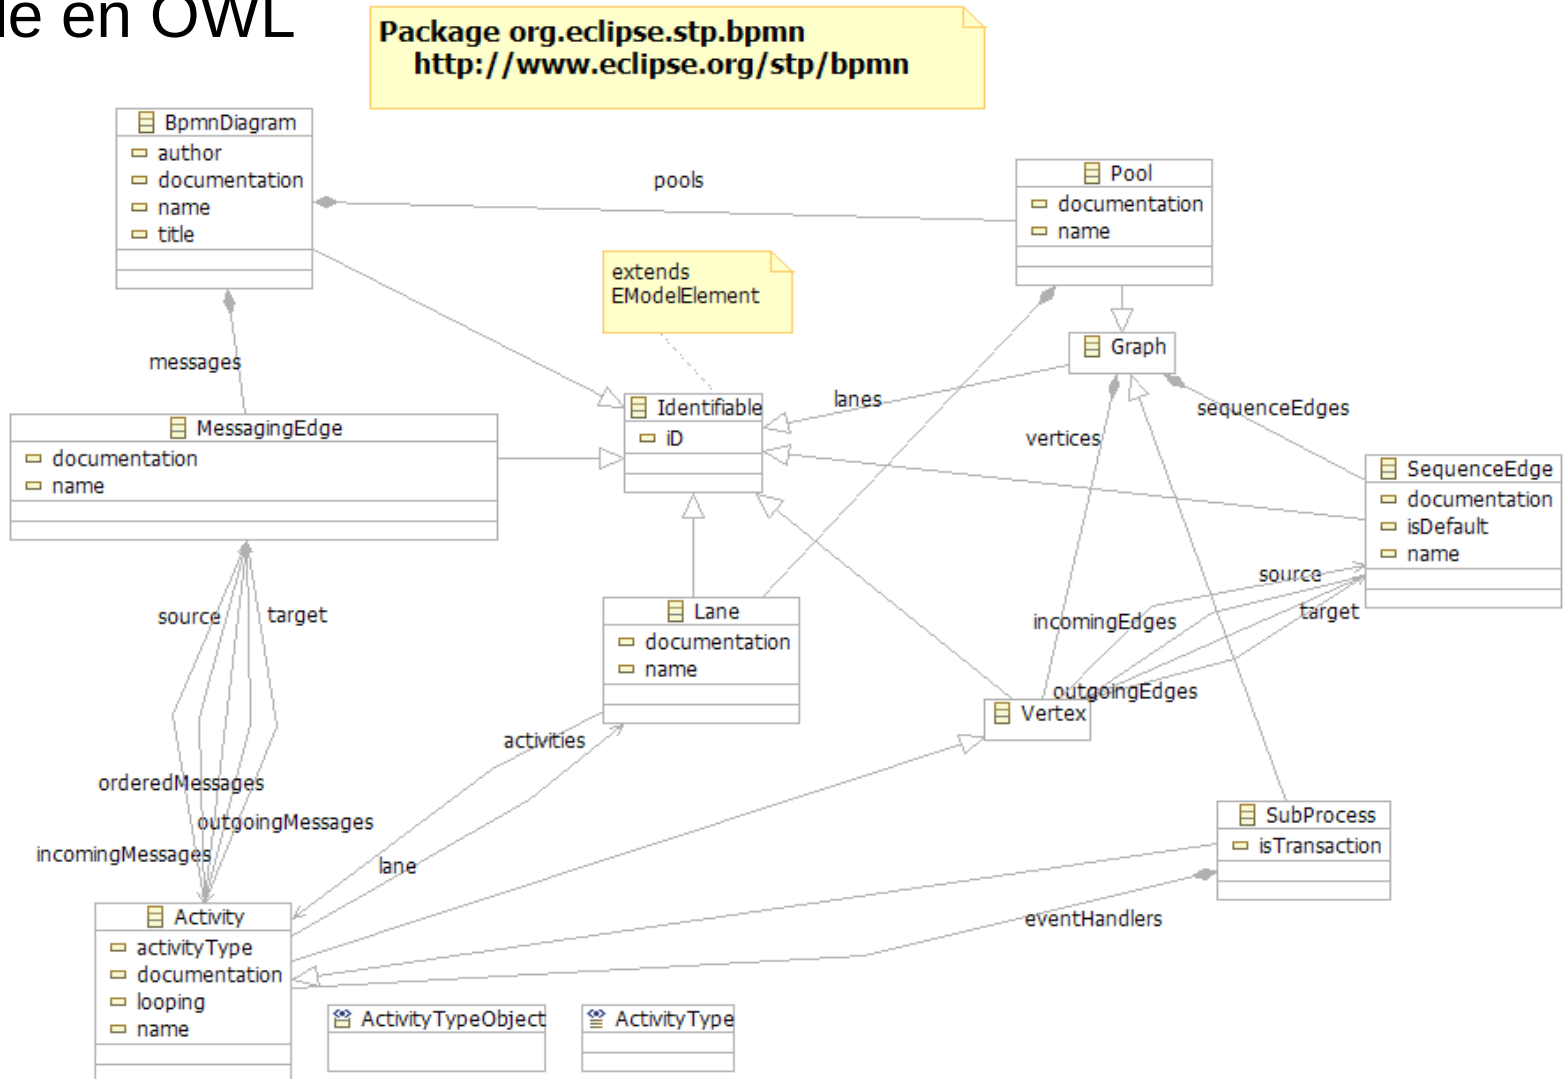 le en OWL
Package org.eclipse.stp.bpmn
http://www.eclipse.org/stp/bpmn
BpmnDiagram
author
documentation
name
title
pools
Pool
documentation
name
extends
EModelElement
messages
Graph
lanes
sequenceEdges
vertices
Identifiable
iD
MessagingEdge
documentation
name
SequenceEdge
documentation
isDefault
name
source
target
source
target
incomingEdges
outgoingEdges
Lane
documentation
name
Vertex
activities
orderedMessages
outgoingMessages
incomingMessages
lane
SubProcess
isTransaction
eventHandlers
Activity
activityType
documentation
looping
name
ActivityTypeObject
ActivityType